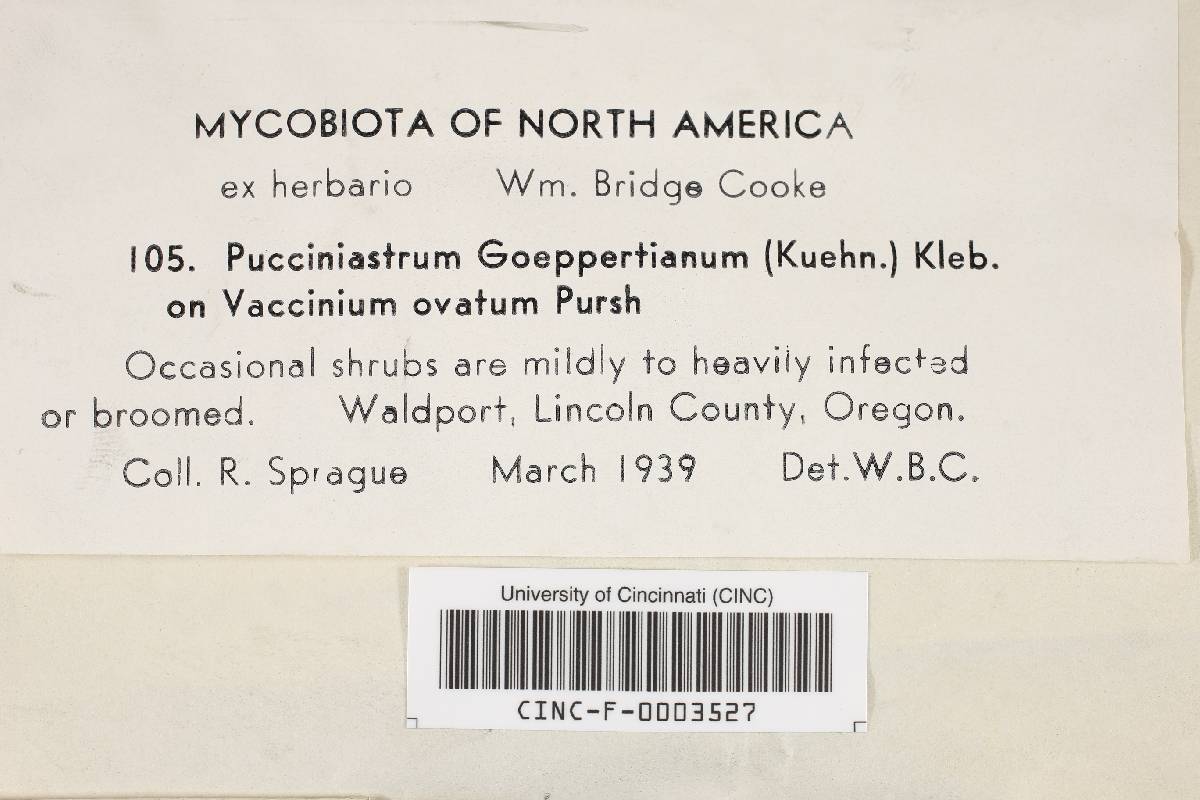 MYCOBIOTA OF NORTH AMERICA
ex herbario Wm. Bridge Cooke
105. Pucciniastrum Goeppertianum (Kuehn.) Kleb.
on Vaccinium ovatum Pursh
Occasional shrubs are mildly to heavily infected
or broomed. Waldport, Lincoln County, Oregon.
Coll. R. Sprague March 1939 Det.W.B.C.
University of Cincinnati (CINC)
CINC-F-0003527